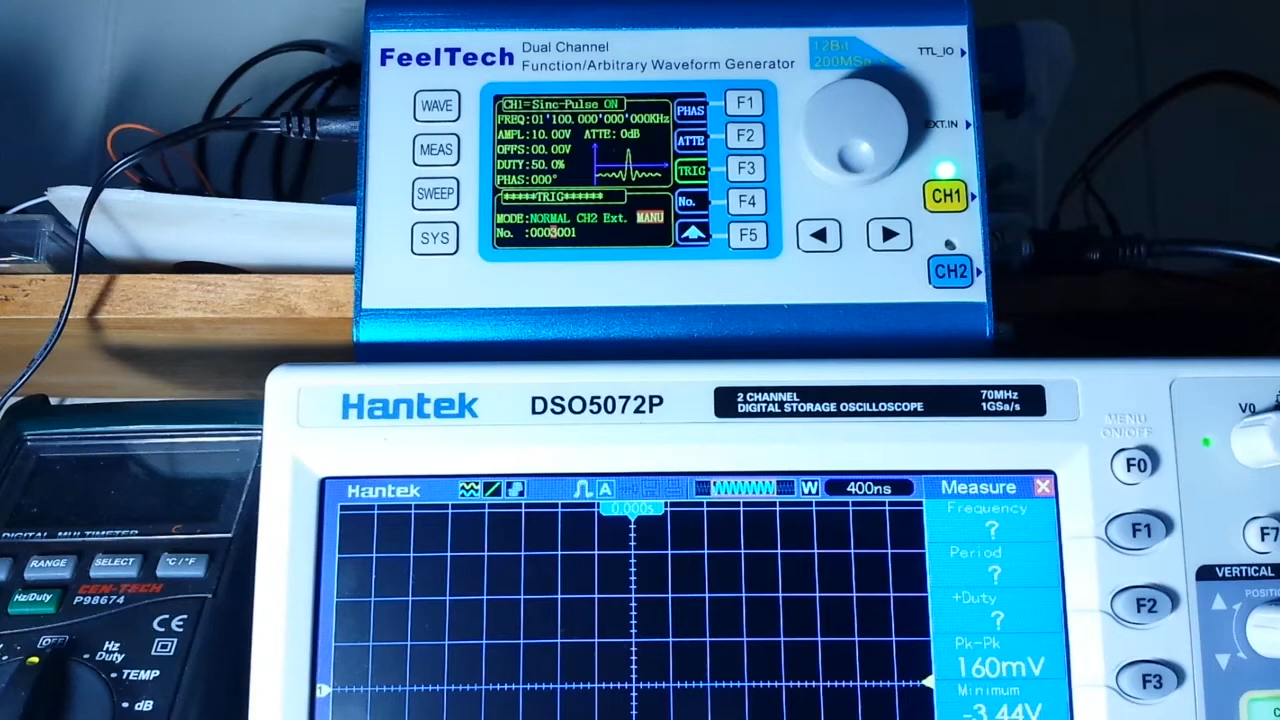 FeelTech
Dual Channel
Function/Arbitrary Waveform Generator
12Bit
200MSa/s
TTL_IO
EXT.IN
CH1
CH2
WAVE
MEAS
SWEEP
SYS
CH1=Sinc-Pulse ON
FREQ:01'100.000'000'000KHz
AMPL:10.00V ATTE:0dB
OFFS:00.00V
DUTY:50.0%
PHAS:000°
*****TRIG******
MODE:NORMAL CH2 Ext. MANU
No. :0003001
PHAS
ATTE
TRIG
No.
F1
F2
F3
F4
F5
Hantek
DSO5072P
2 CHANNEL
DIGITAL STORAGE OSCILLOSCOPE
70MHz
1GSa/s
MENU
ON/OFF
F0
F1
F2
F3
F7
V0
VERTICAL
POSITI
Hantek
A
W
400ns
0.000s
1
Measure
Frequency
?
Period
?
+Duty
?
Pk-Pk
160mV
Minimum
-3.44V
DIGITAL MULTIMETER
RANGE
SELECT
°C/°F
Hz/Duty
CEN-TECH
P98674
CE
OFF
Hz
Duty
TEMP
dB